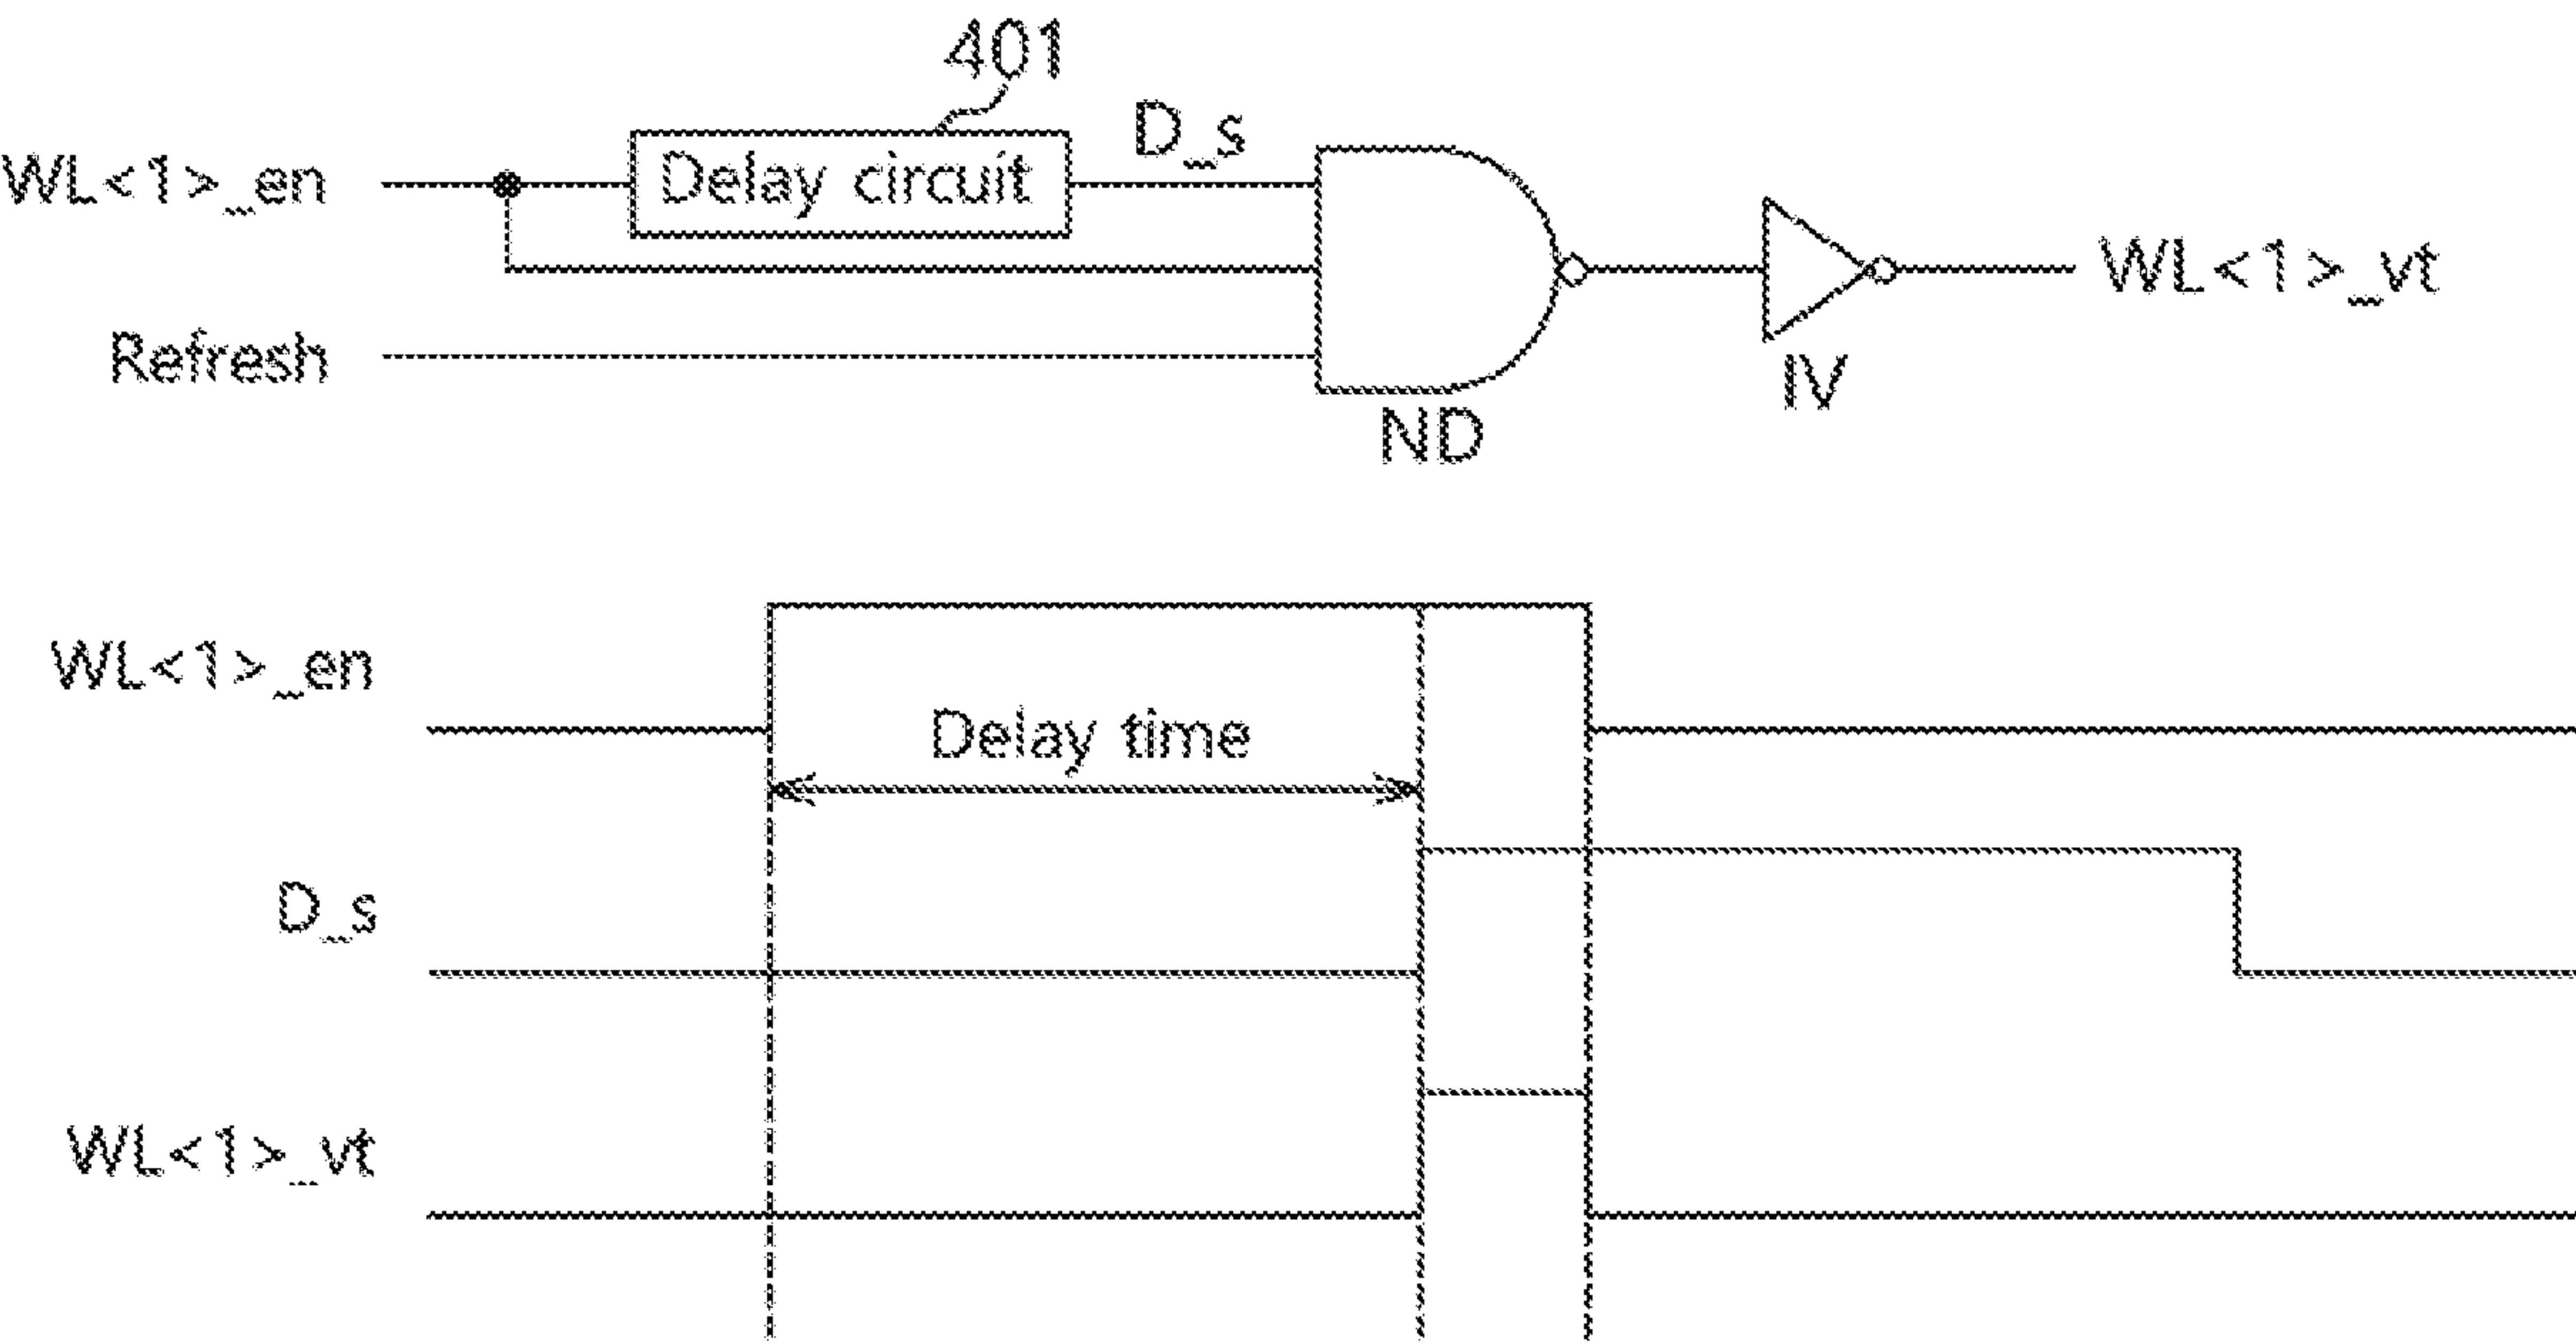 401
WL<1>_en
Delay circuit
D_s
WL<1>_vt
Refresh
IV
ND
WL<1>_en
Delay time
D_s
WL<1>_vt